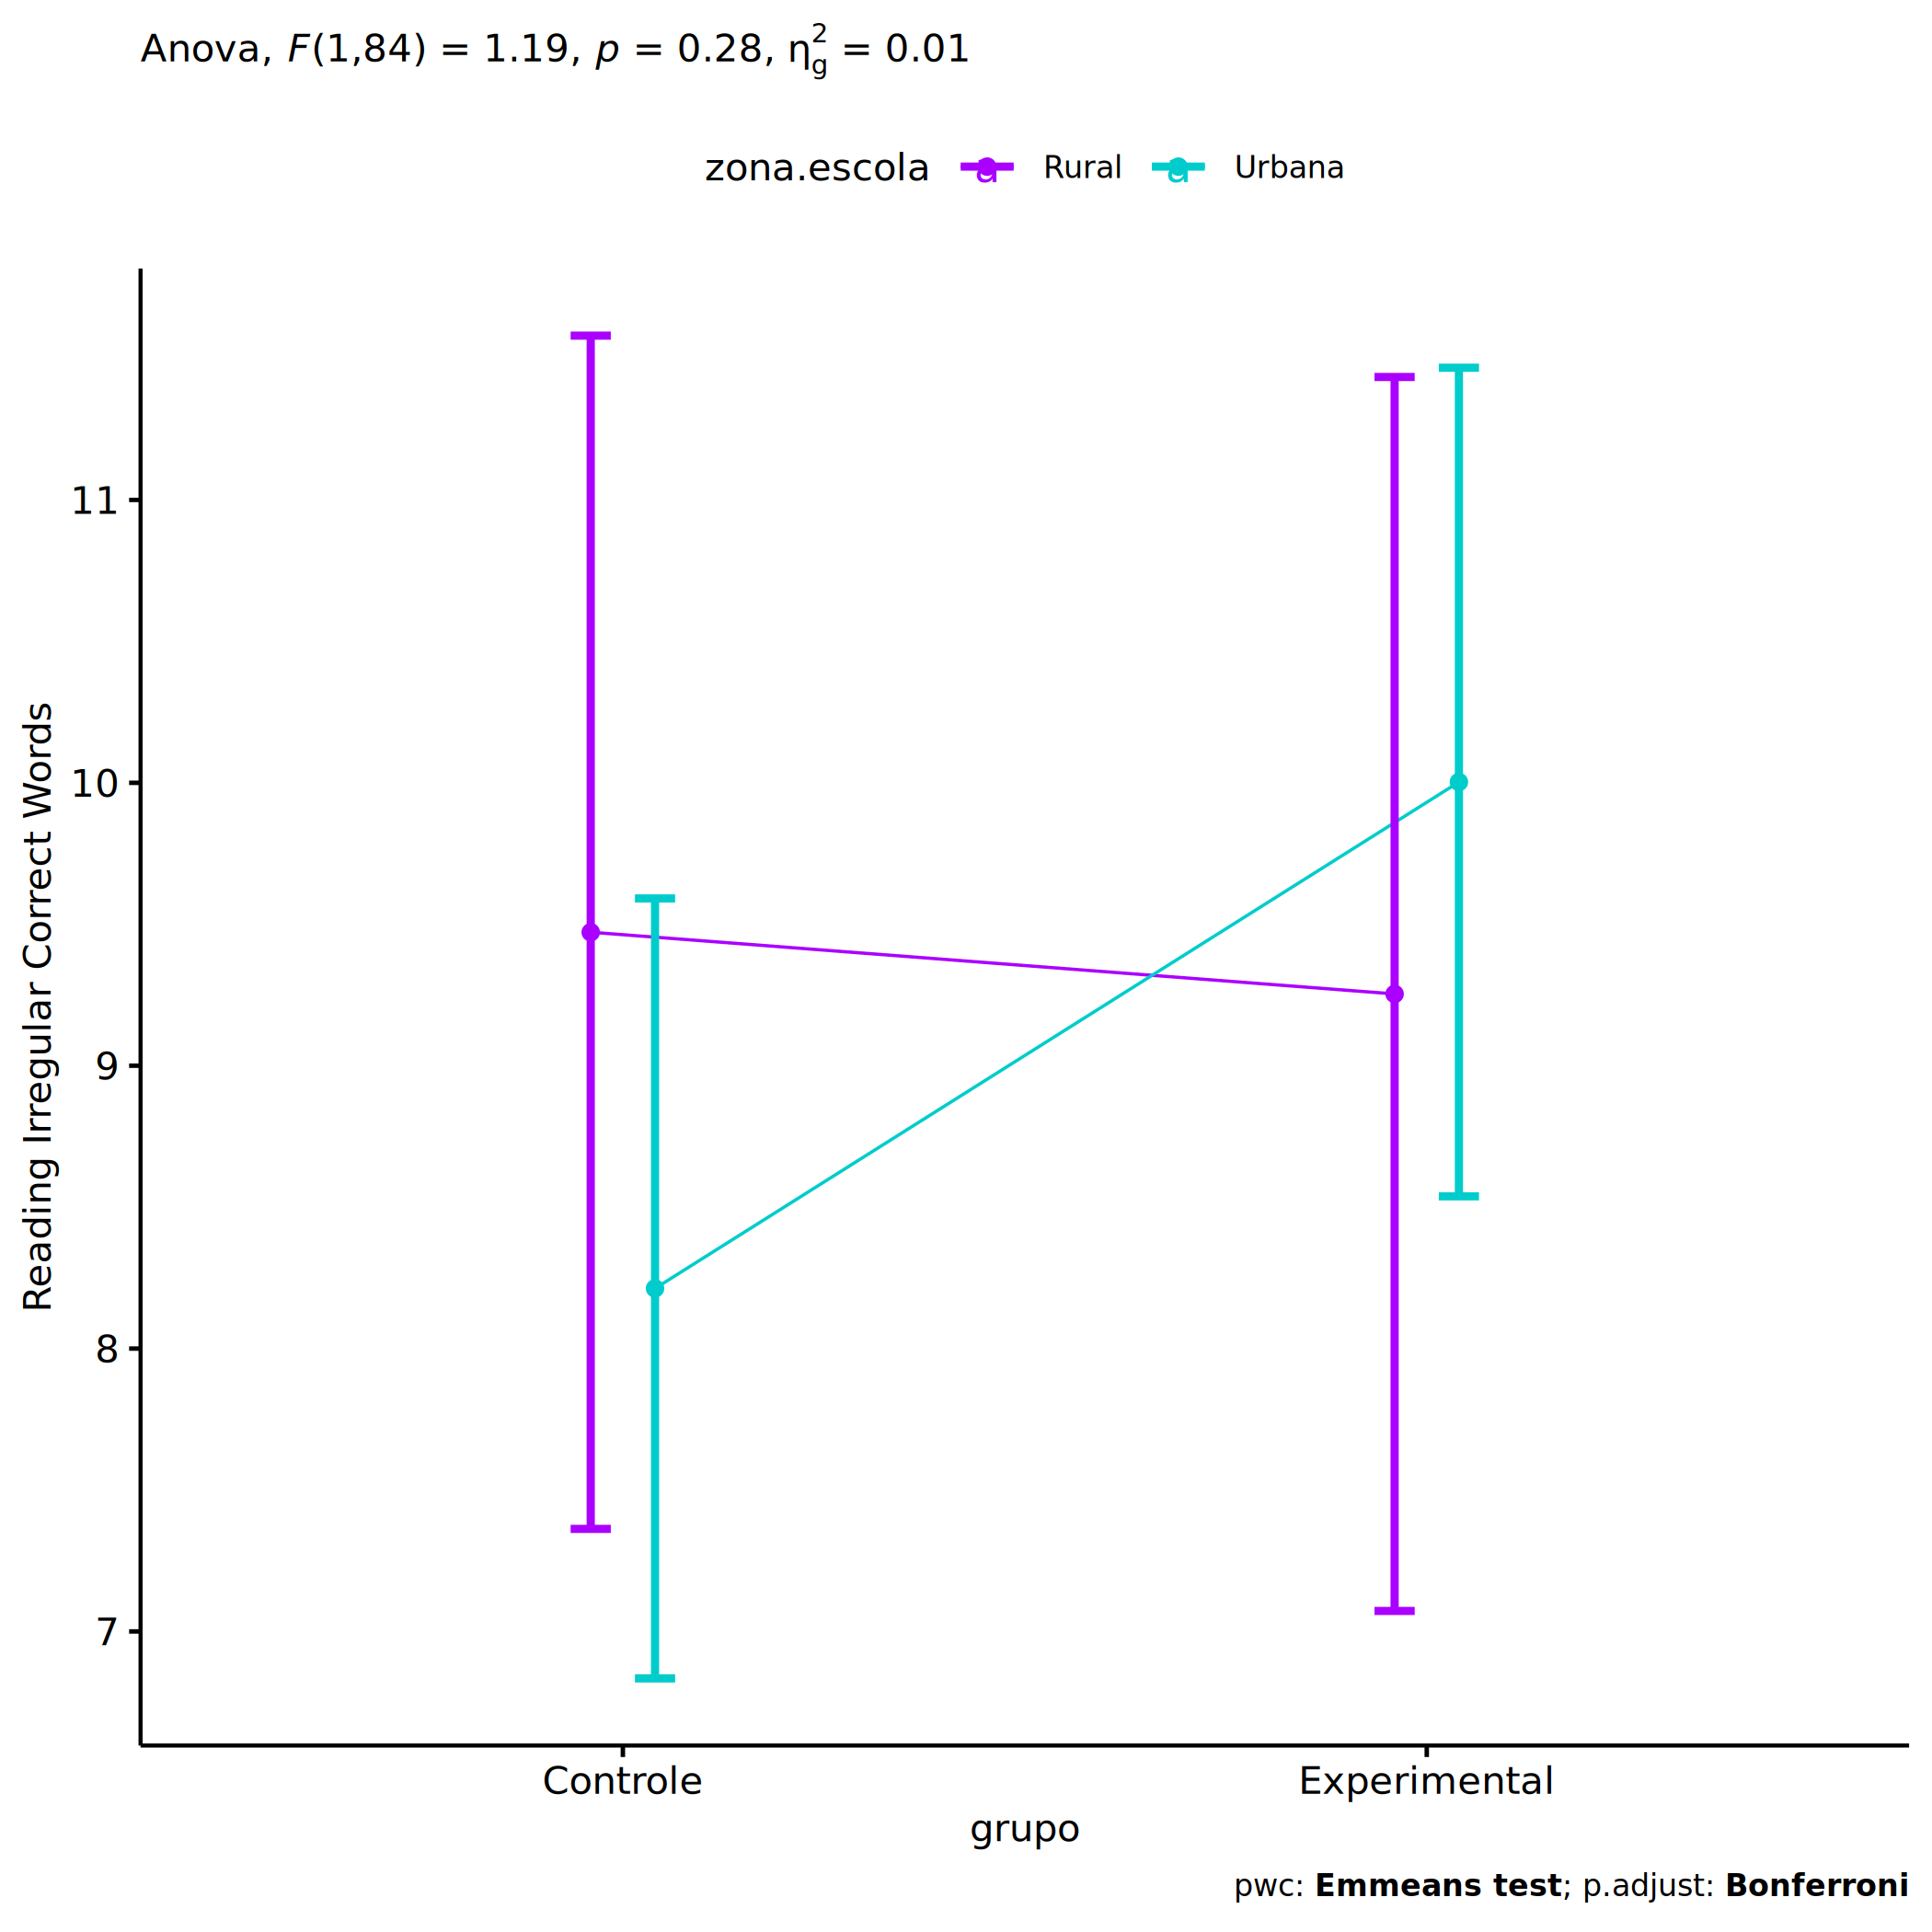 Anova, F(1,84) = 1.19, p = 0.28, η²g = 0.01
zona.escola a Rural a Urbana
11
10
9
8
7
Reading Irregular Correct Words
Controle Experimental
grupo
pwc: Emmeans test; p.adjust: Bonferroni